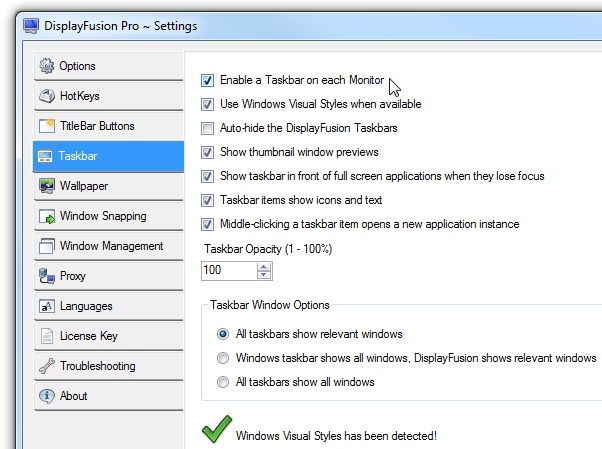 DisplayFusion Pro ~ Settings
Options
HotKeys
TitleBar Buttons
Taskbar
Wallpaper
Window Snapping
Window Management
Proxy
Languages
License Key
Troubleshooting
About
Enable a Taskbar on each Monitor
Use Windows Visual Styles when available
Auto-hide the DisplayFusion Taskbars
Show thumbnail window previews
Show taskbar in front of full screen applications when they lose focus
Taskbar items show icons and text
Middle-clicking a taskbar item opens a new application instance
Taskbar Opacity (1 - 100%)
100
Taskbar Window Options
All taskbars show relevant windows
Windows taskbar shows all windows, DisplayFusion shows relevant windows
All taskbars show all windows
Windows Visual Styles has been detected!